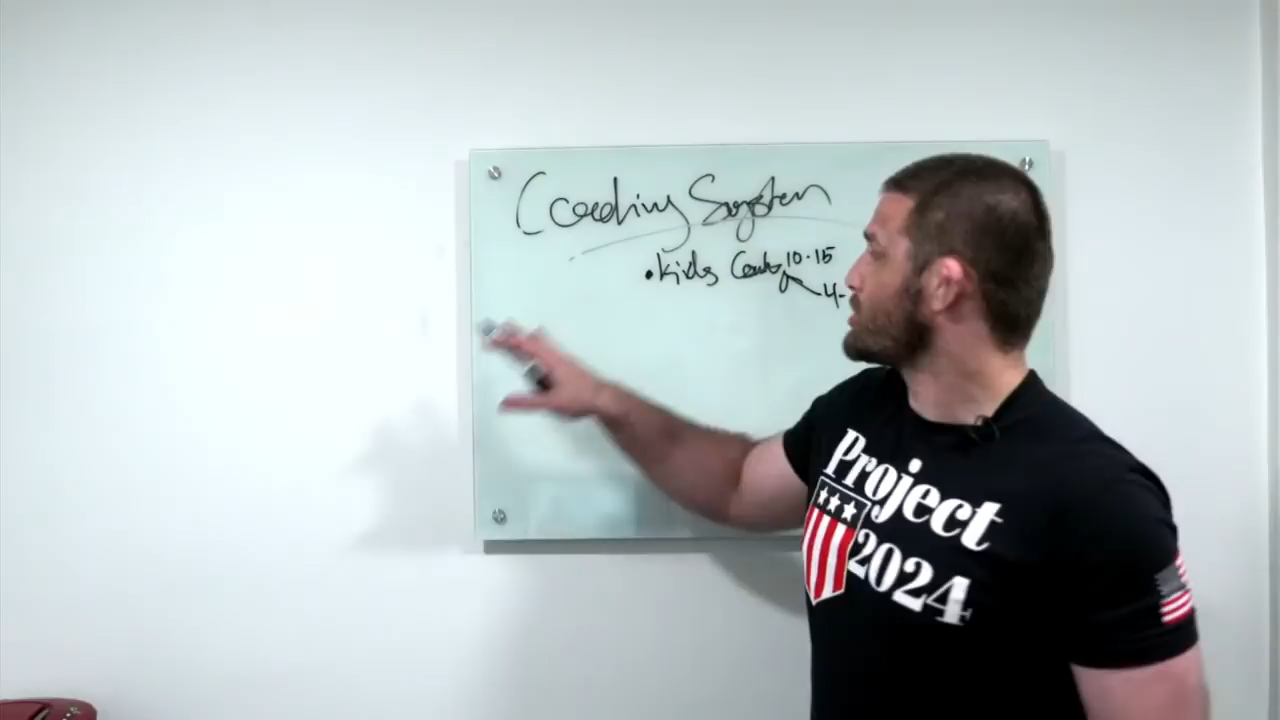 Coaching System
• Kids Coach 10-15
4-
Project
2024